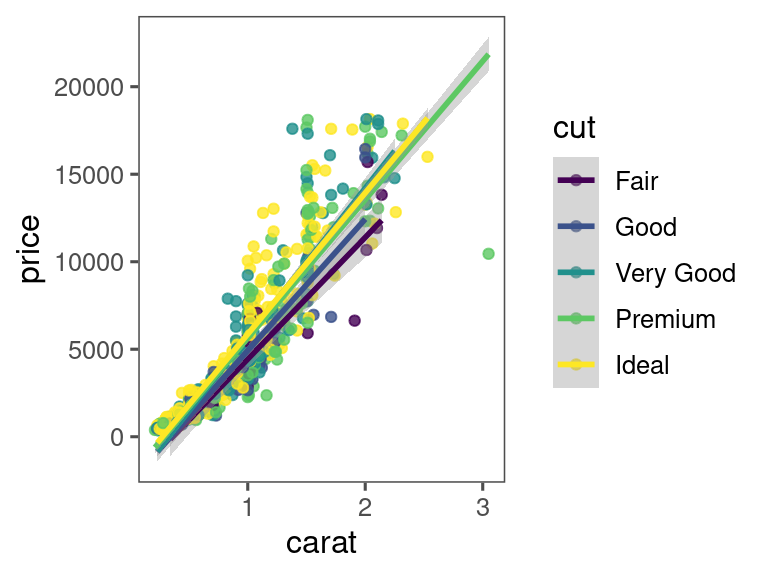 price
20000
15000
10000
5000
0
1
2
3
carat
cut
Fair
Good
Very Good
Premium
Ideal